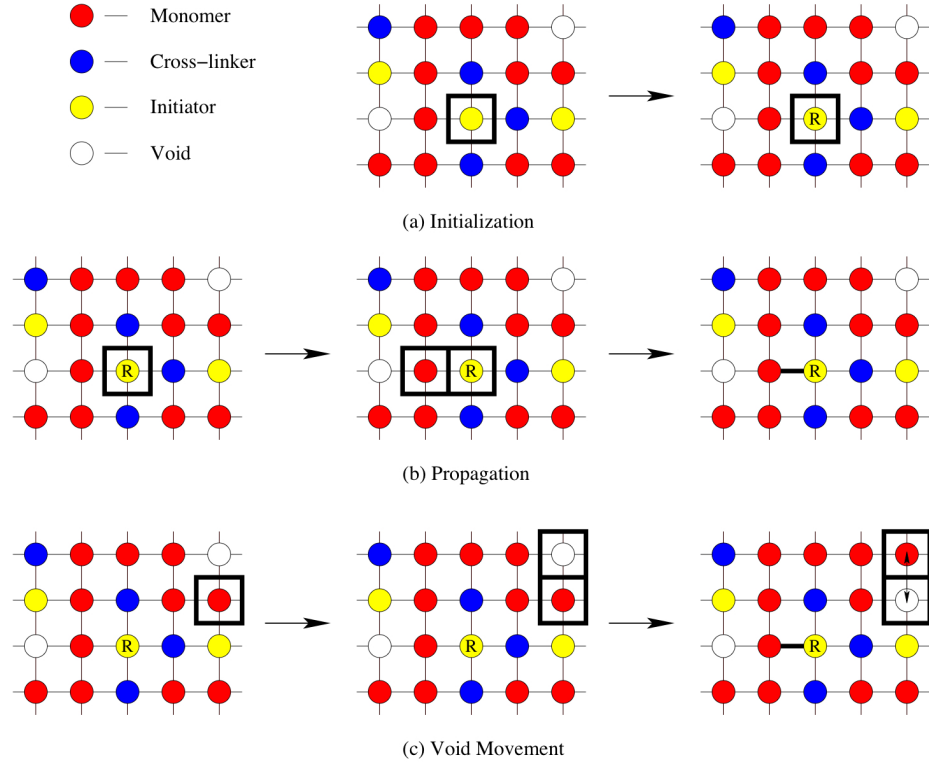 Monomer
Cross-linker
Initiator
Void
R
(a) Initialization
R
R
R
(b) Propagation
R
R
R
(c) Void Movement